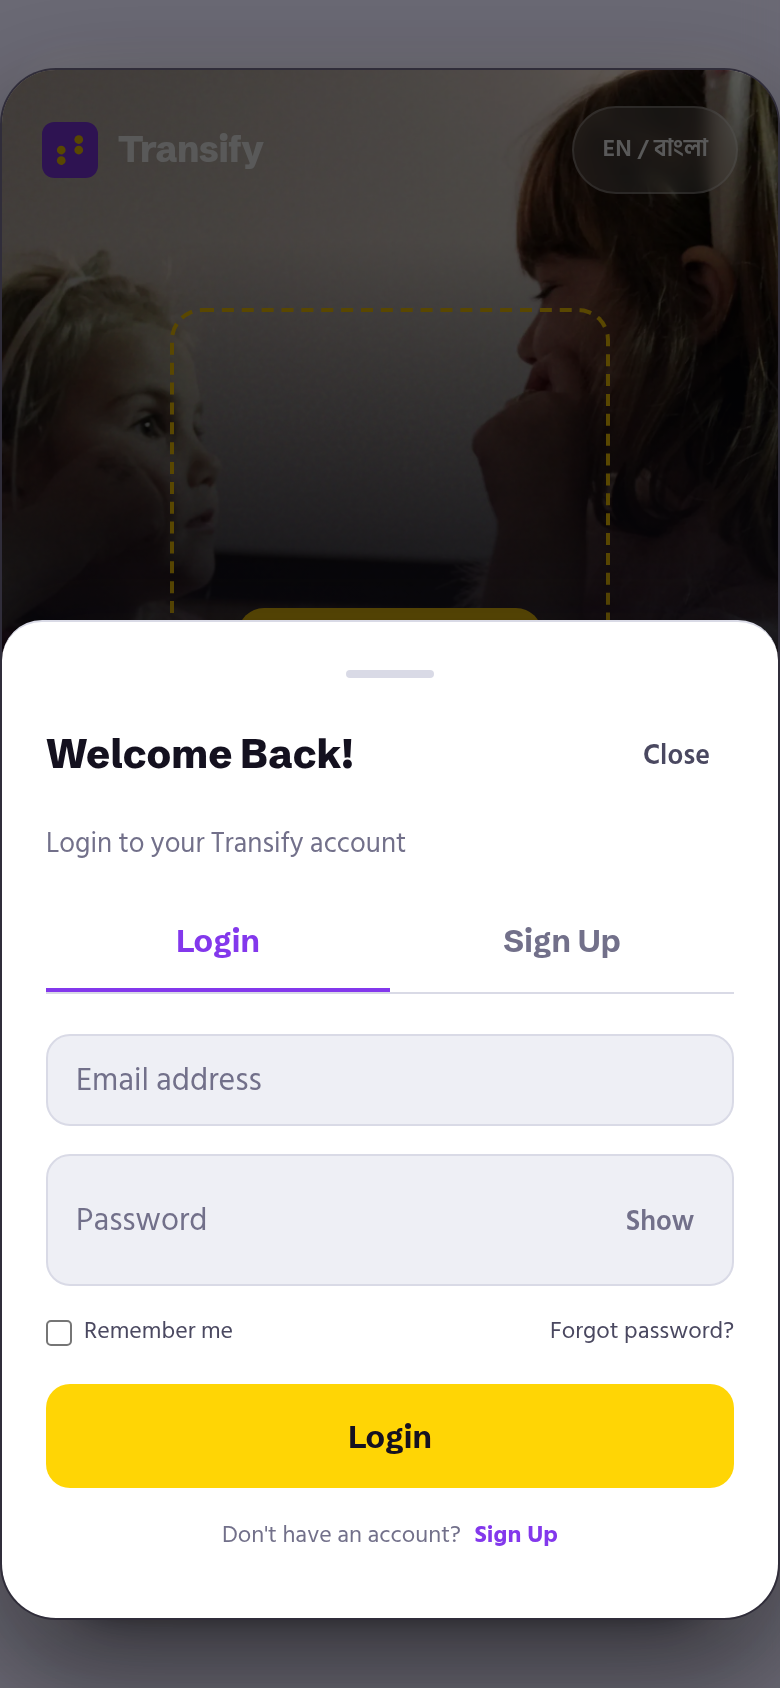 Transify
EN / বাংলা
Welcome Back!
Close
Login to your Transify account
Login
Sign Up
Email address
Password
Show
Remember me
Forgot password?
Login
Don't have an account? Sign Up